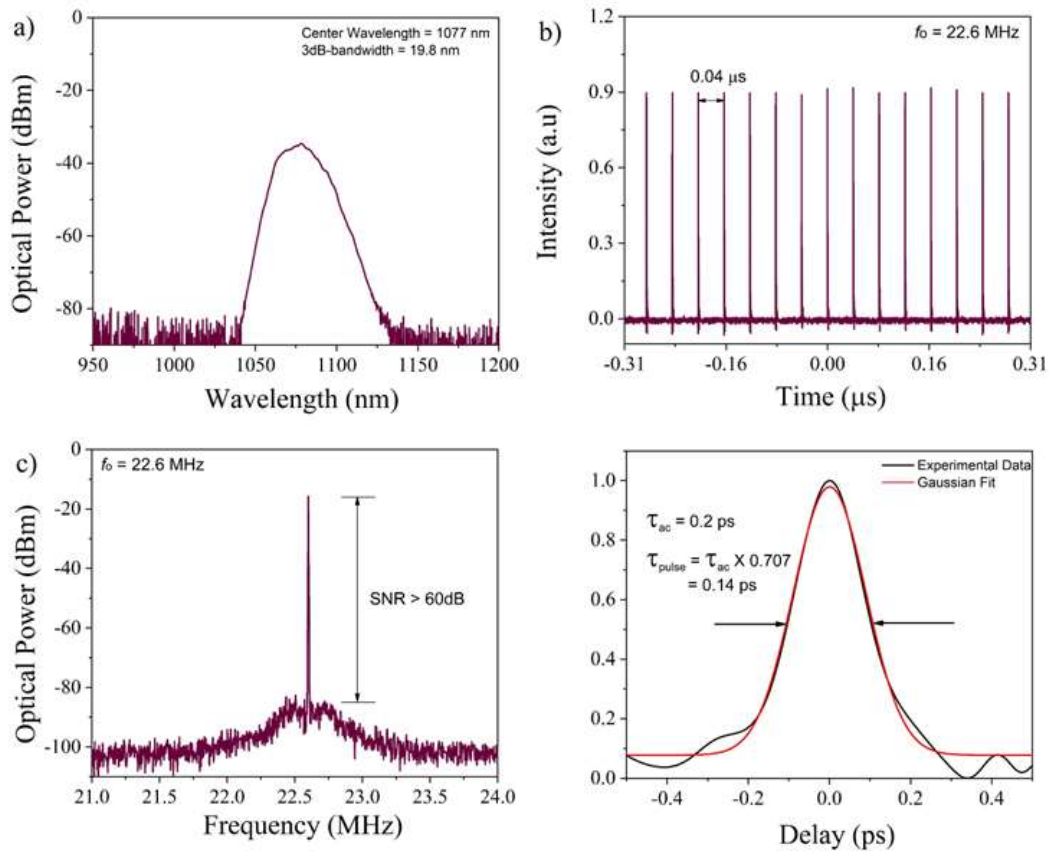 a)
Center Wavelength = 1077 nm
3dB-bandwidth = 19.8 nm
0
-20
-40
-60
-80
950 1000 1050 1100 1150 1200
Optical Power (dBm)
Wavelength (nm)
b)
fo = 22.6 MHz
0.04 µs
1.2
0.9
0.6
0.3
0.0
-0.31 -0.16 0.00 0.16 0.31
Intensity (a.u)
Time (µs)
c)
fo = 22.6 MHz
SNR > 60dB
0
-20
-40
-60
-80
-100
21.0 21.5 22.0 22.5 23.0 23.5 24.0
Optical Power (dBm)
Frequency (MHz)
Experimental Data
Gaussian Fit
τac = 0.2 ps
τpulse = τac X 0.707
= 0.14 ps
1.0
0.8
0.6
0.4
0.2
0.0
-0.4 -0.2 0.0 0.2 0.4
Delay (ps)